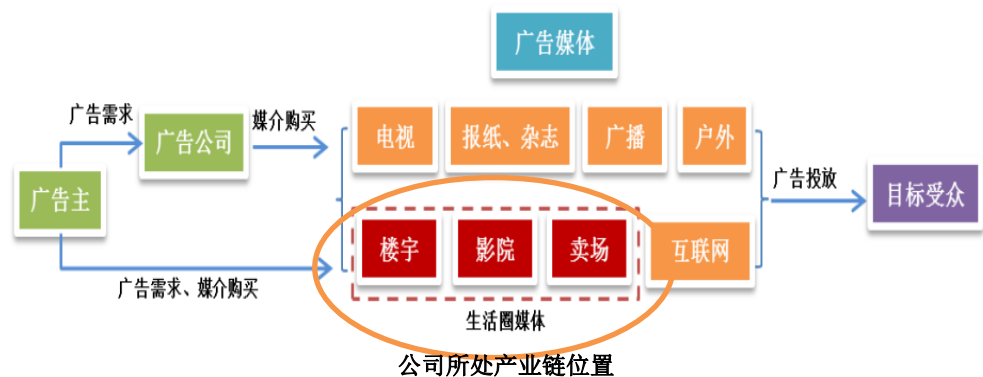 广告媒体
广告需求
广告公司
媒介购买
电视
报纸、杂志
广播
户外
广告主
广告投放
目标受众
楼宇
影院
卖场
互联网
广告需求、媒介购买
生活圈媒体
公司所处产业链位置